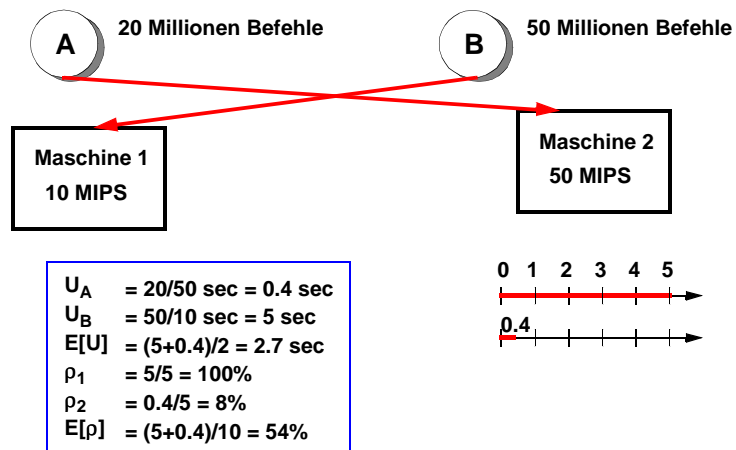 A 20 Millionen Befehle
B 50 Millionen Befehle
Maschine 1
10 MIPS
Maschine 2
50 MIPS
U_A = 20/50 sec = 0.4 sec
U_B = 50/10 sec = 5 sec
E[U] = (5+0.4)/2 = 2.7 sec
ρ1 = 5/5 = 100%
ρ2 = 0.4/5 = 8%
E[ρ] = (5+0.4)/10 = 54%
0 1 2 3 4 5
0.4